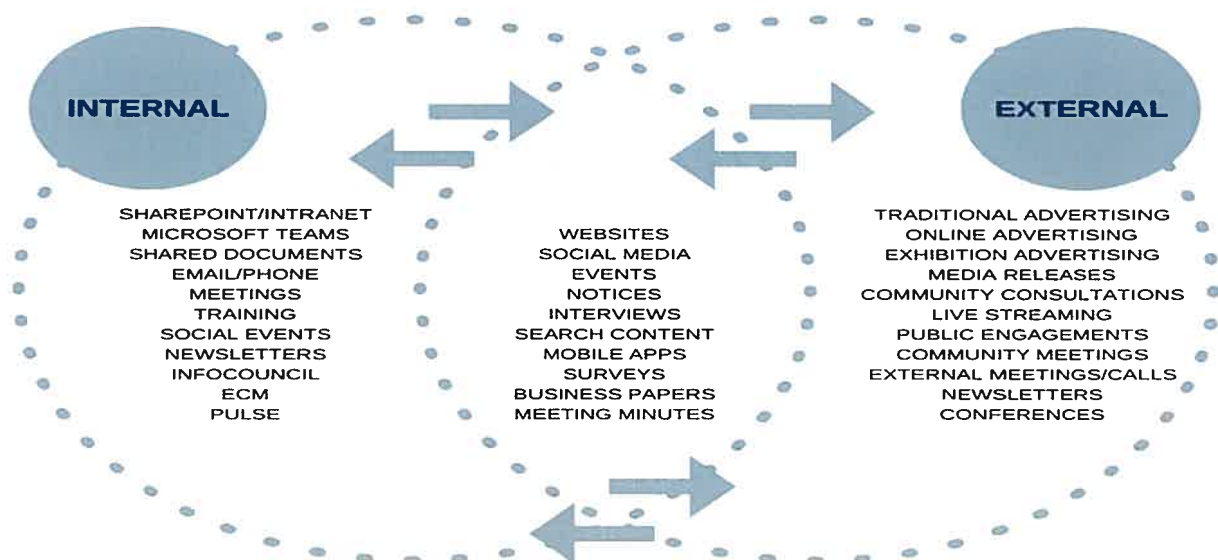 INTERNAL
EXTERNAL
SHAREPOINT/INTRANET
MICROSOFT TEAMS
SHARED DOCUMENTS
EMAIL/PHONE
MEETINGS
TRAINING
SOCIAL EVENTS
NEWSLETTERS
INFOCOUNCIL
ECM
PULSE
WEBSITES
SOCIAL MEDIA
EVENTS
NOTICES
INTERVIEWS
SEARCH CONTENT
MOBILE APPS
SURVEYS
BUSINESS PAPERS
MEETING MINUTES
TRADITIONAL ADVERTISING
ONLINE ADVERTISING
EXHIBITION ADVERTISING
MEDIA RELEASES
COMMUNITY CONSULTATIONS
LIVE STREAMING
PUBLIC ENGAGEMENTS
COMMUNITY MEETINGS
EXTERNAL MEETINGS/CALLS
NEWSLETTERS
CONFERENCES